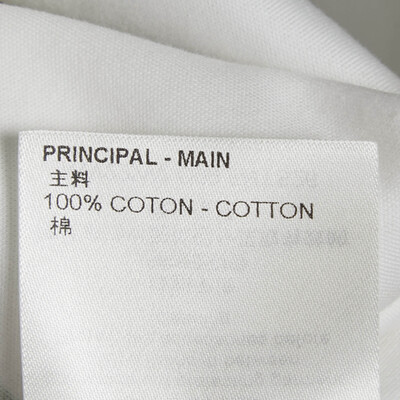 PRINCIPAL - MAIN
主料
100% COTON - COTTON
棉